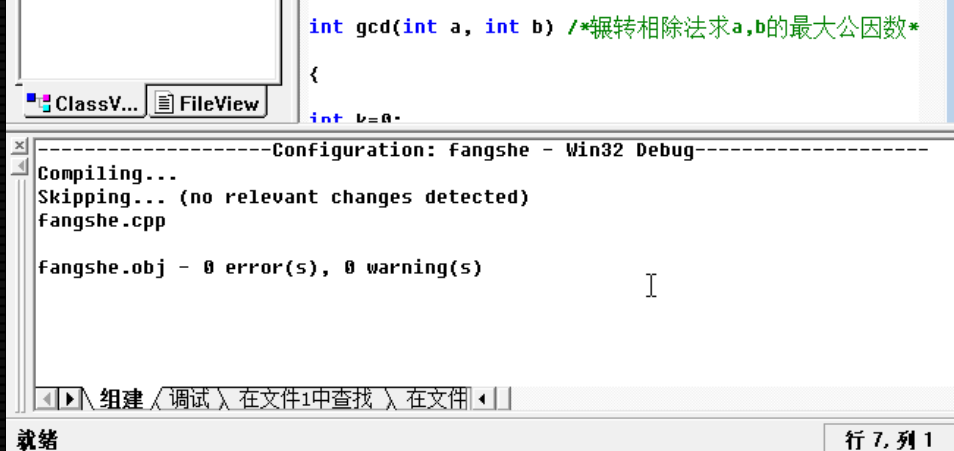 int gcd(int a, int b) /*辗转相除法求a,b的最大公因数*
{
int k=0;
ClassV... FileView
--------------------Configuration: fangshe - Win32 Debug--------------------
Compiling...
Skipping... (no relevant changes detected)
fangshe.cpp
fangshe.obj - 0 error(s), 0 warning(s)
组建 调试 在文件1中查找 在文件
就绪 行 7, 列 1